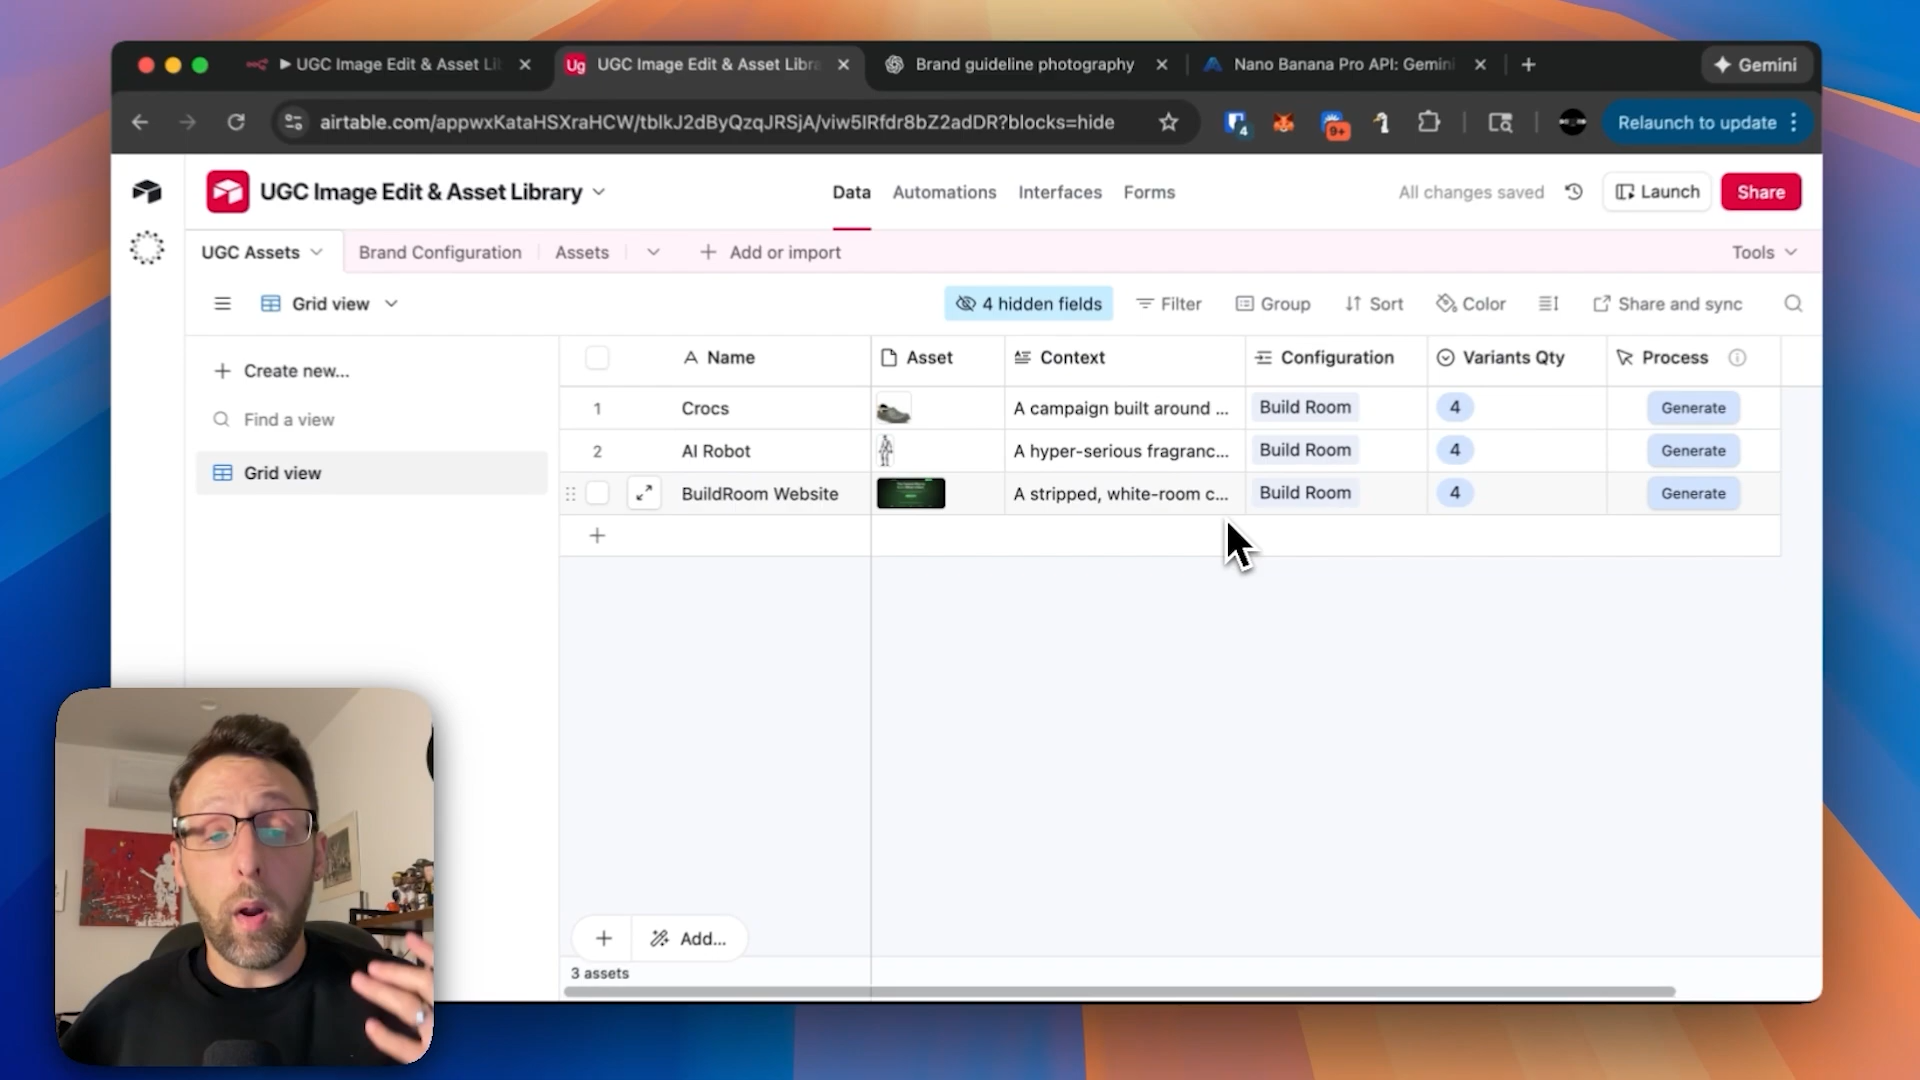 ▶ UGC Image Edit & Asset Li
Ug UGC Image Edit & Asset Libra
Brand guideline photography
Nano Banana Pro API: Gemini
Gemini
airtable.com/appwxKataHSXraHCW/tblkJ2dByQzqJRSjA/viw5IRfdr8bZ2adDR?blocks=hide
4
9+
Relaunch to update
UGC Image Edit & Asset Library
Data
Automations
Interfaces
Forms
All changes saved
Launch
Share
UGC Assets
Brand Configuration
Assets
Add or import
Tools
Grid view
4 hidden fields
Filter
Group
Sort
Color
Share and sync
Create new...
Find a view
Grid view
Name Asset Context Configuration Variants Qty Process
1 Crocs A campaign built around ... Build Room 4 Generate
2 AI Robot A hyper-serious fragranc... Build Room 4 Generate
BuildRoom Website A stripped, white-room c... Build Room 4 Generate
Add...
3 assets